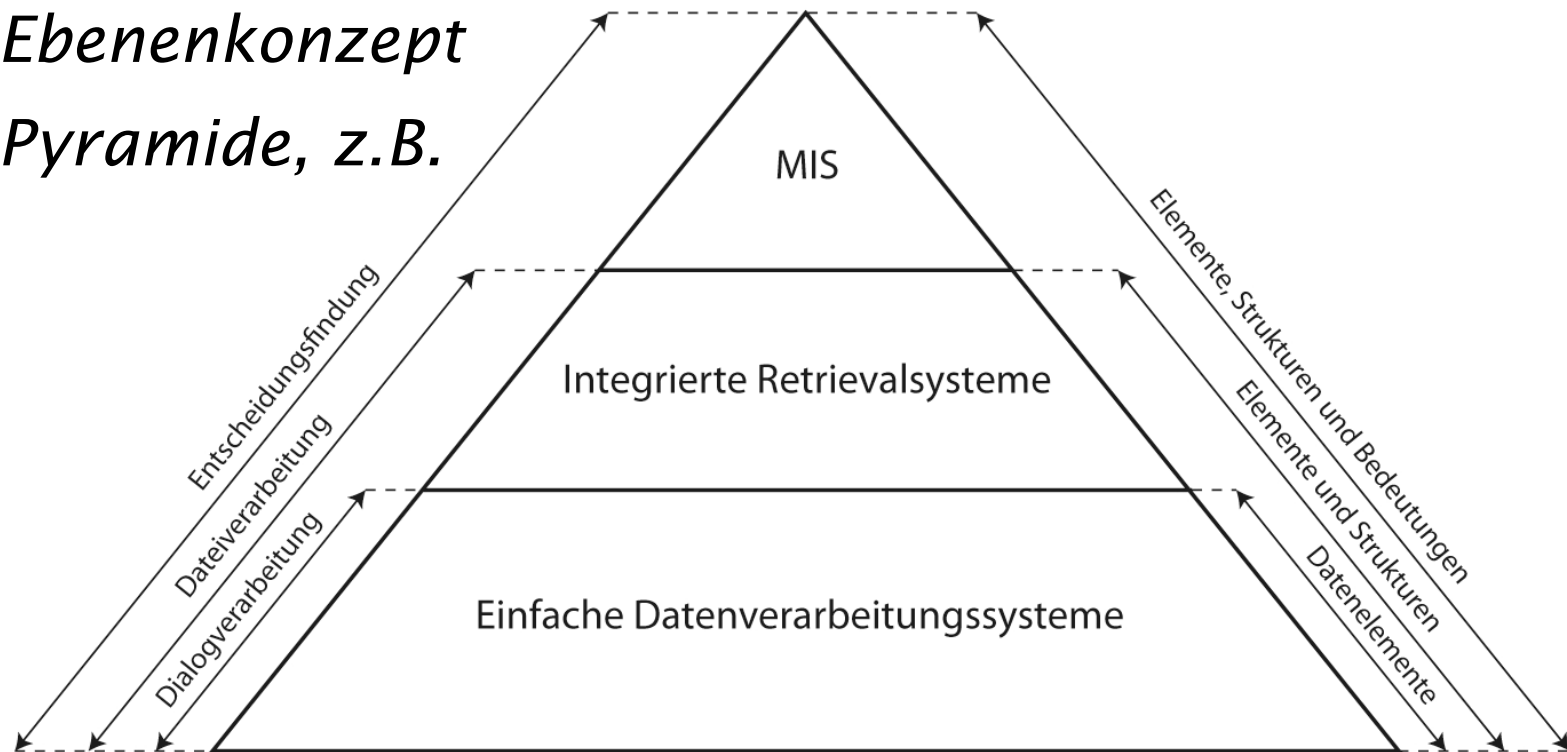 Ebenenkonzept
Pyramide, z.B.
MIS
Integrierte Retrievalsysteme
Einfache Datenverarbeitungssysteme
Entscheidungsfindung
Dateiverarbeitung
Dialogverarbeitung
Elemente, Strukturen und Bedeutungen
Elemente und Strukturen
Datenelemente